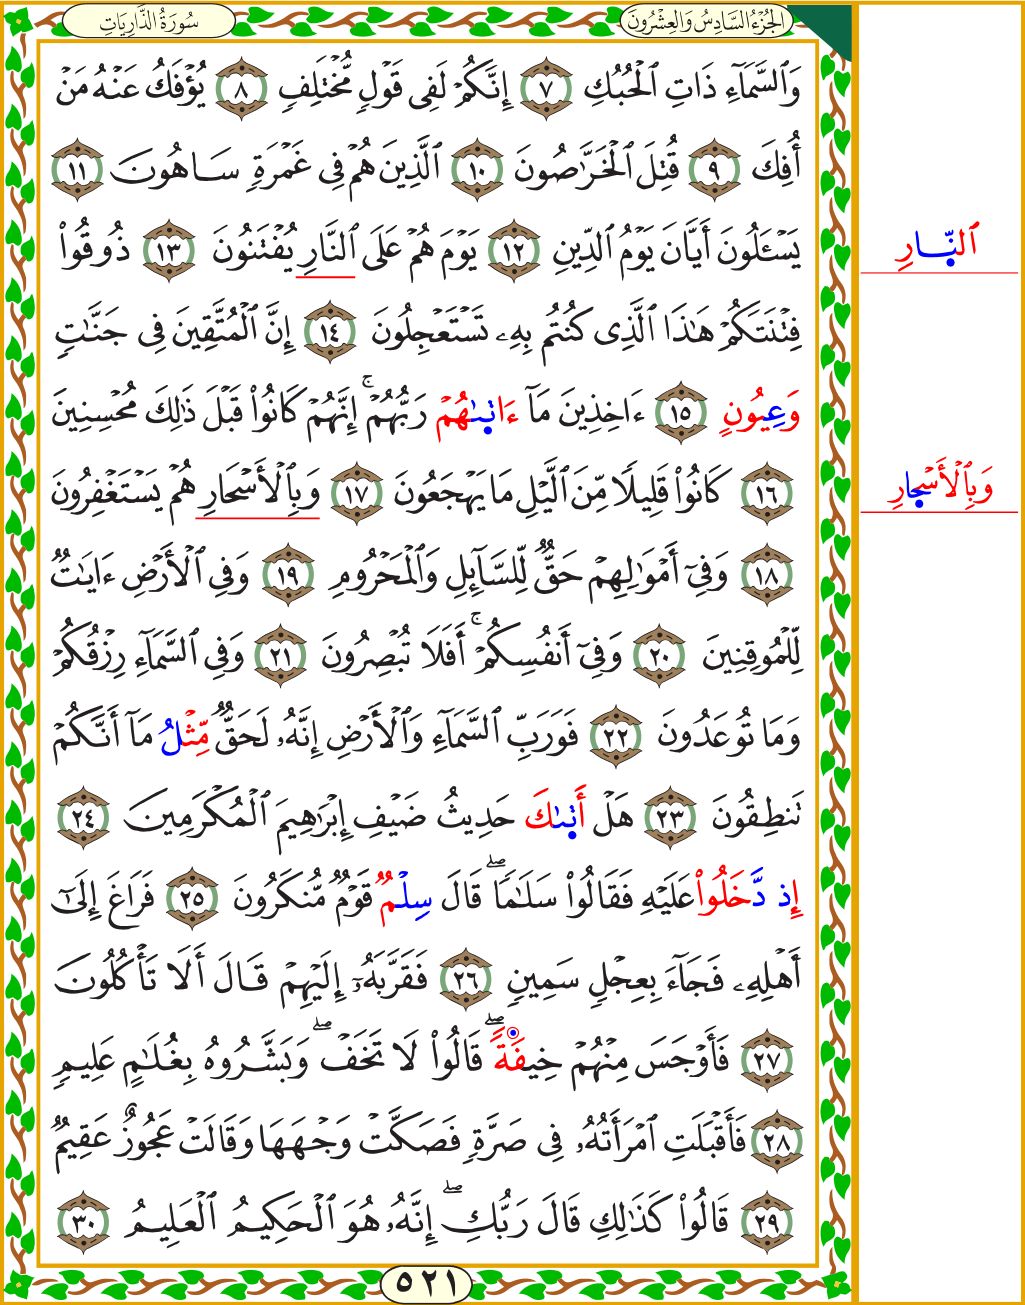 الجُزْءُ السَّادِسُ وَالعِشْرُونَ
سُورَةُ الذَّارِيَاتِ
وَٱلسَّمَآءِ ذَاتِ ٱلۡحُبُكِ ٧ إِنَّكُمۡ لَفِي قَوۡلٖ مُّخۡتَلِفٖ ٨ يُؤۡفَكُ عَنۡهُ مَنۡ
أُفِكَ ٩ قُتِلَ ٱلۡخَرَّٰصُونَ ١٠ ٱلَّذِينَ هُمۡ فِي غَمۡرَةٖ سَاهُونَ ١١
يَسۡـَٔلُونَ أَيَّانَ يَوۡمُ ٱلدِّينِ ١٢ يَوۡمَ هُمۡ عَلَى ٱلنَّارِ يُفۡتَنُونَ ١٣ ذُوقُواْ
فِتۡنَتَكُمۡ هَٰذَا ٱلَّذِي كُنتُم بِهِۦ تَسۡتَعۡجِلُونَ ١٤ إِنَّ ٱلۡمُتَّقِينَ فِي جَنَّٰتٖ
وَعِيُونٍ ١٥ ءَاخِذِينَ مَآ ءَاتىٰهُمۡ رَبُّهُمۡۚ إِنَّهُمۡ كَانُواْ قَبۡلَ ذَٰلِكَ مُحۡسِنِينَ
١٦ كَانُواْ قَلِيلٗا مِّنَ ٱلَّيۡلِ مَا يَهۡجَعُونَ ١٧ وَبِٱلۡأَسۡحَارِ هُمۡ يَسۡتَغۡفِرُونَ
١٨ وَفِيٓ أَمۡوَٰلِهِمۡ حَقّٞ لِّلسَّآئِلِ وَٱلۡمَحۡرُومِ ١٩ وَفِي ٱلۡأَرۡضِ ءَايَٰتٞ
لِّلۡمُوقِنِينَ ٢٠ وَفِيٓ أَنفُسِكُمۡۚ أَفَلَا تُبۡصِرُونَ ٢١ وَفِي ٱلسَّمَآءِ رِزۡقُكُمۡ
وَمَا تُوعَدُونَ ٢٢ فَوَرَبِّ ٱلسَّمَآءِ وَٱلۡأَرۡضِ إِنَّهُۥ لَحَقّٞ مِّثۡلُ مَآ أَنَّكُمۡ
تَنطِقُونَ ٢٣ هَلۡ أَتىٰكَ حَدِيثُ ضَيۡفِ إِبۡرَٰهِيمَ ٱلۡمُكۡرَمِينَ ٢٤
إِذ دَّخَلُواْ عَلَيۡهِ فَقَالُواْ سَلَٰمٗاۖ قَالَ سِلۡمٞ قَوۡمٞ مُّنكَرُونَ ٢٥ فَرَاغَ إِلَىٰٓ
أَهۡلِهِۦ فَجَآءَ بِعِجۡلٖ سَمِينٖ ٢٦ فَقَرَّبَهُۥٓ إِلَيۡهِمۡ قَالَ أَلَا تَأۡكُلُونَ
٢٧ فَأَوۡجَسَ مِنۡهُمۡ خِيفَةٗۖ قَالُواْ لَا تَخَفۡۖ وَبَشَّرُوهُ بِغُلَٰمٍ عَلِيمٖ
٢٨ فَأَقۡبَلَتِ ٱمۡرَأَتُهُۥ فِي صَرَّةٖ فَصَكَّتۡ وَجۡهَهَا وَقَالَتۡ عَجُوزٌ عَقِيمٞ
٢٩ قَالُواْ كَذَٰلِكِ قَالَ رَبُّكِۖ إِنَّهُۥ هُوَ ٱلۡحَكِيمُ ٱلۡعَلِيمُ ٣٠
ٱلنَّارِ
وَبِٱلۡأَسۡحَارِ
٥٢١